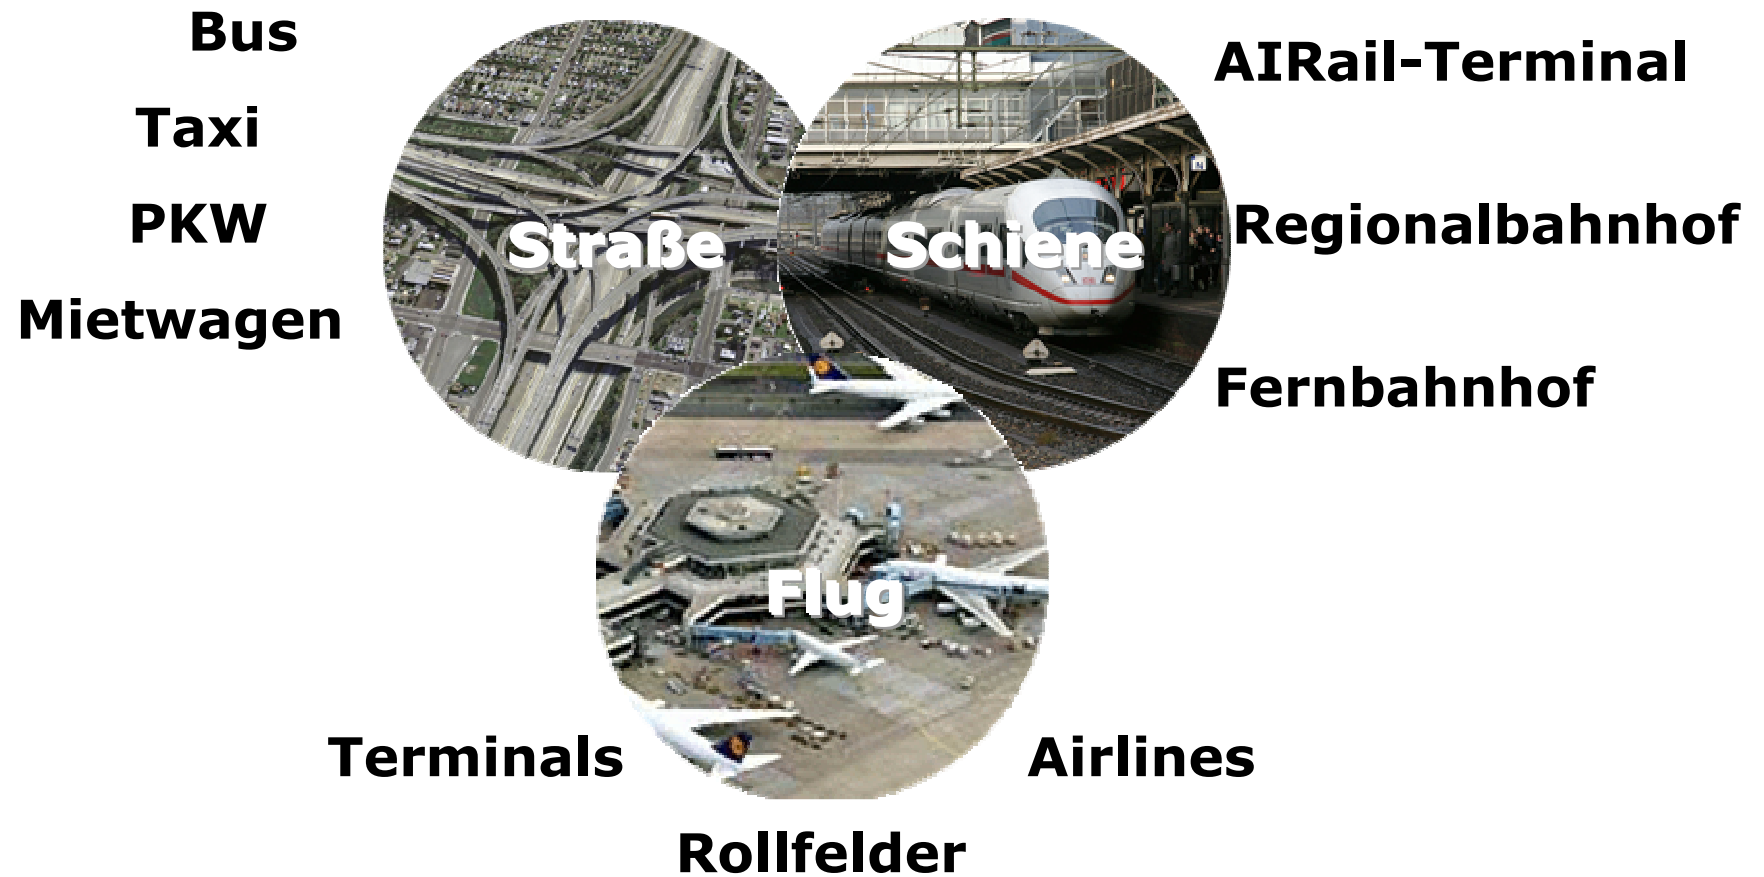 Bus
Taxi
PKW
Mietwagen
Straße
Schiene
AIRail-Terminal
Regionalbahnhof
Fernbahnhof
Flug
Terminals
Airlines
Rollfelder